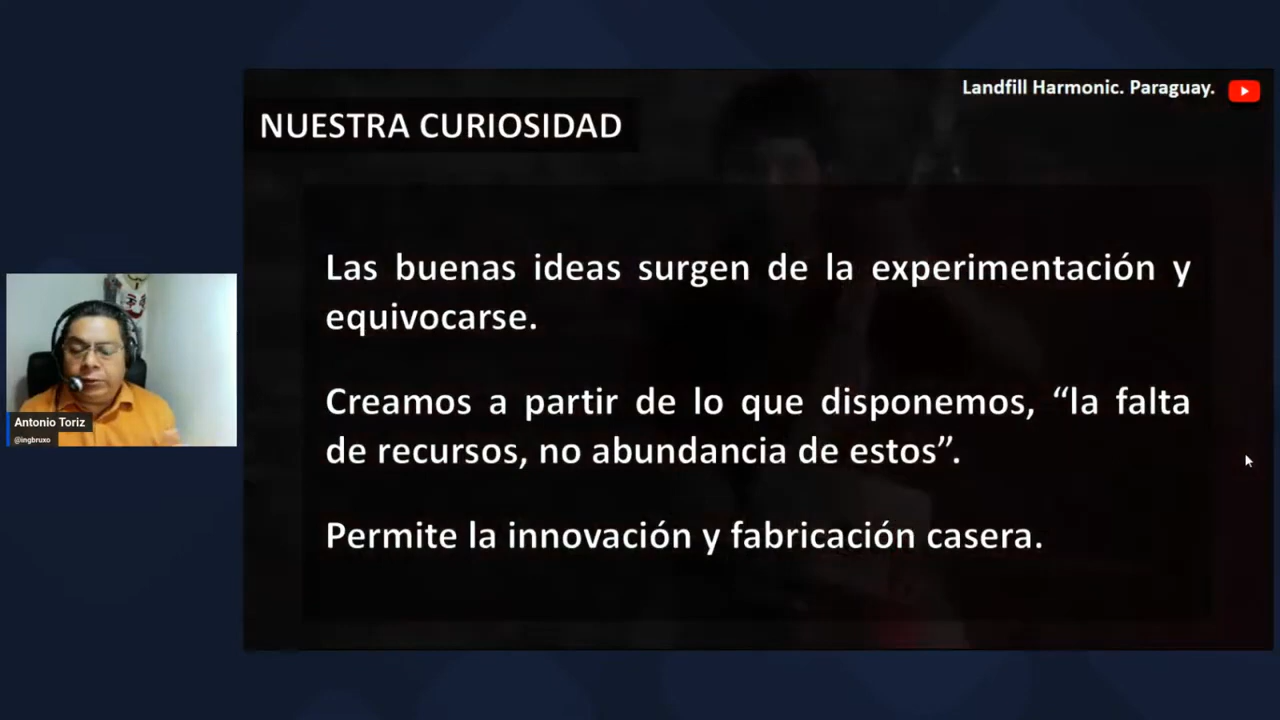 Landfill Harmonic. Paraguay.
NUESTRA CURIOSIDAD
Las buenas ideas surgen de la experimentación y
equivocarse.
Creamos a partir de lo que disponemos, “la falta
de recursos, no abundancia de estos”.
Permite la innovación y fabricación casera.
Antonio Toriz
@ingbruxo